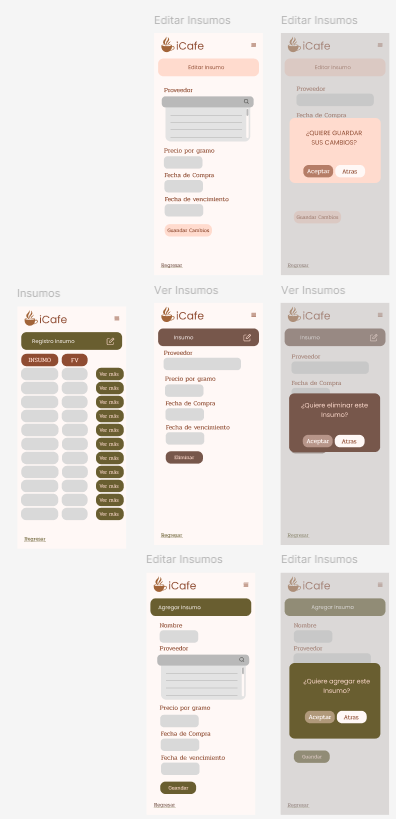 Editar Insumos
iCafe
Editar Insumo
Proveedor
Precio por gramo
Fecha de Compra
Fecha de vencimiento
Guardar Cambios
Regresar
Editar Insumos
iCafe
Editar Insumo
Proveedor
Fecha de Compra
¿QUIERE GUARDAR
SUS CAMBIOS?
Aceptar Atras
Guardar Cambios
Regresar
Insumos
iCafe
Registro Insumo
INSUMO FV
Ver más
Ver más
Ver más
Ver más
Ver más
Ver más
Ver más
Ver más
Ver más
Ver más
Ver más
Regresar
Ver Insumos
iCafe
Insumo
Proveedor
Precio por gramo
Fecha de Compra
Fecha de vencimiento
Eliminar
Regresar
Ver Insumos
iCafe
Insumo
Proveedor
Fecha de Compra
¿Quiere eliminar este
Insumo?
Aceptar Atras
Regresar
Editar Insumos
iCafe
Agregar Insumo
Nombre
Proveedor
Precio por gramo
Fecha de Compra
Fecha de vencimiento
Guardar
Regresar
Editar Insumos
iCafe
Agregar Insumo
Nombre
Proveedor
¿Quiere agregar este
Insumo?
Aceptar Atras
Guardar
Regresar